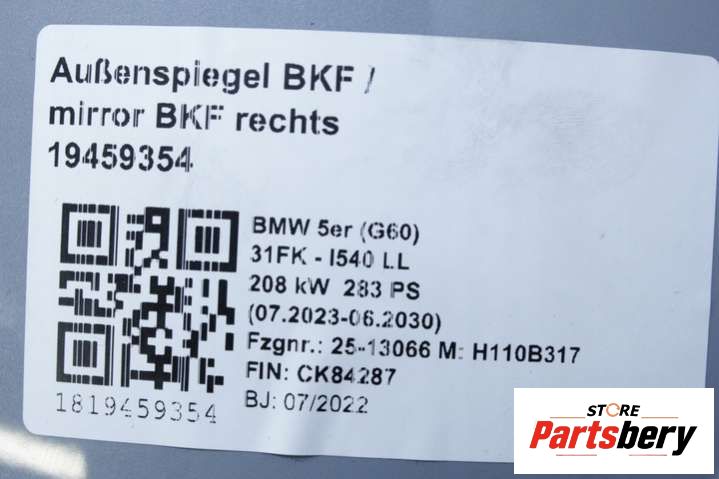 Außenspiegel BKF /
mirror BKF rechts
19459354
BMW 5er (G60)
31FK - I540 LL
208 kW 283 PS
(07.2023-06.2030)
Fzgnr.: 25-13066 M: H110B317
FIN: CK84287
BJ: 07/2022
1819459354
STORE
Partsbery